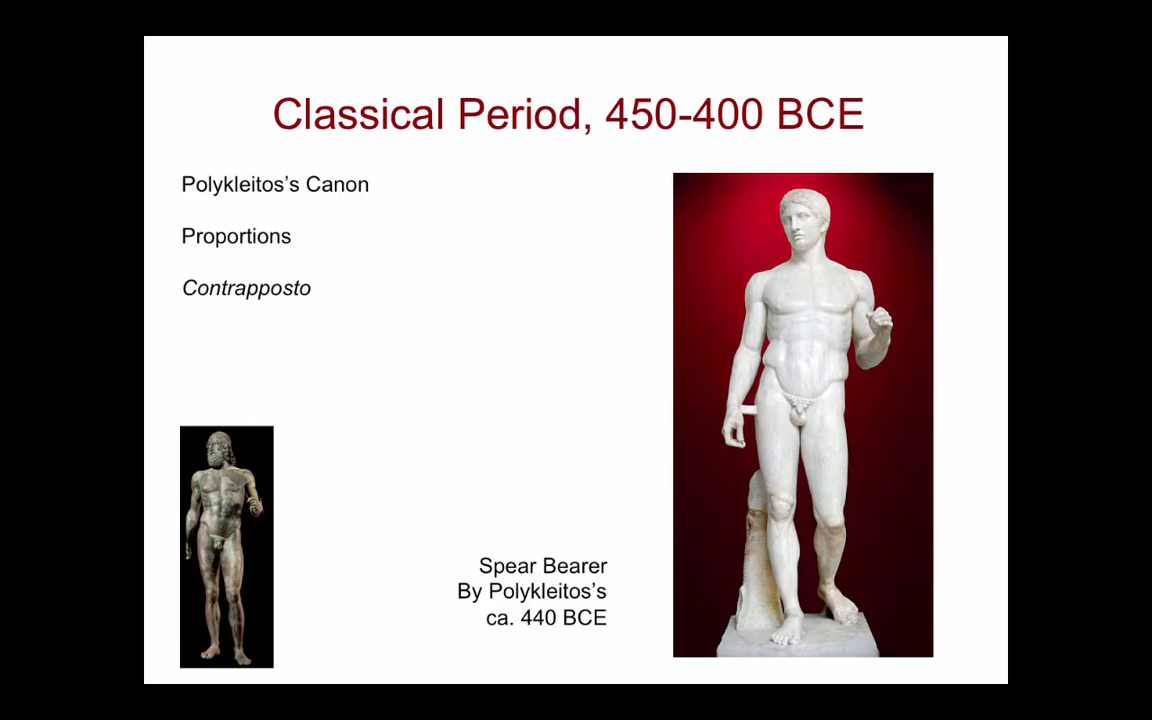 Classical Period, 450-400 BCE
Polykleitos’s Canon
Proportions
Contrapposto
Spear Bearer
By Polykleitos’s
ca. 440 BCE